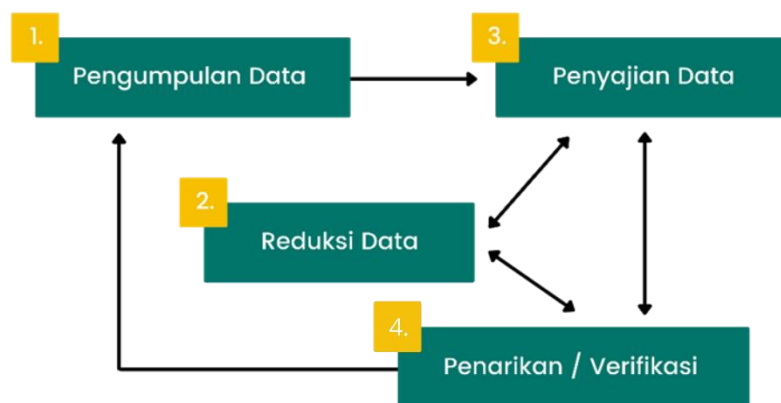 1.
Pengumpulan Data
3.
Penyajian Data
2.
Reduksi Data
4.
Penarikan / Verifikasi